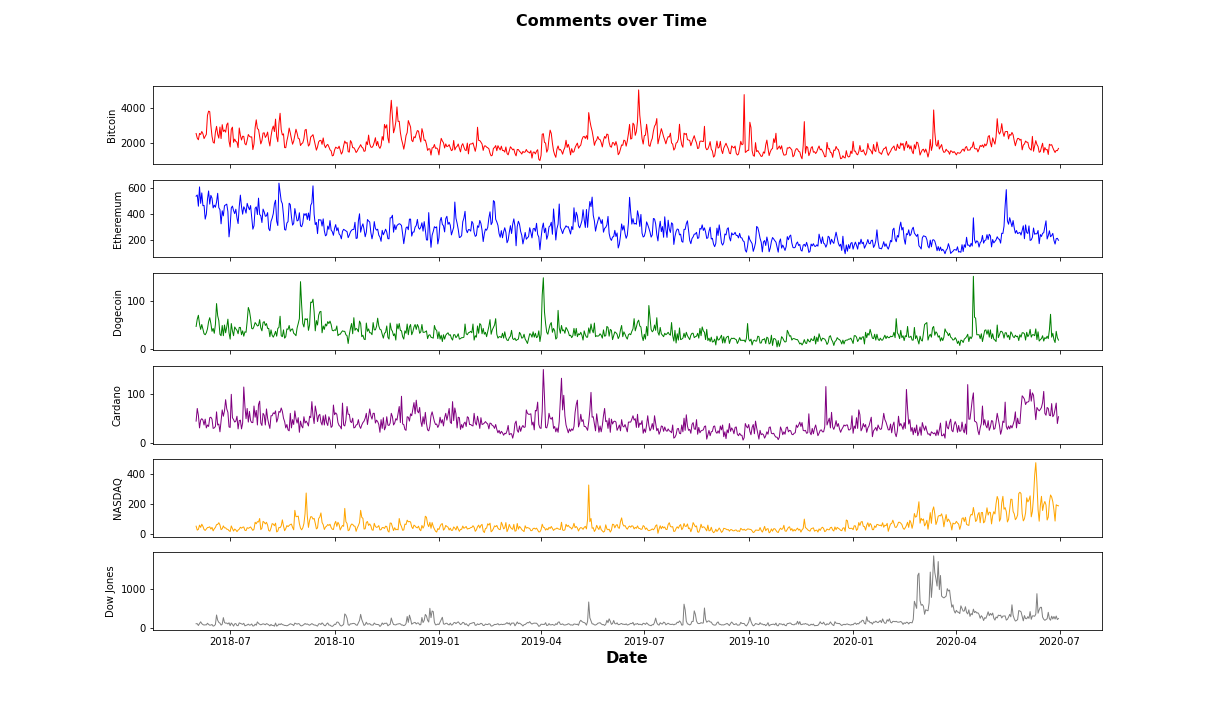 Comments over Time
Bitcoin
4000
2000
Etheremum
600
400
200
Dogecoin
100
0
Cardano
100
0
NASDAQ
400
200
0
Dow Jones
1000
0
2018-07 2018-10 2019-01 2019-04 2019-07 2019-10 2020-01 2020-04 2020-07
Date